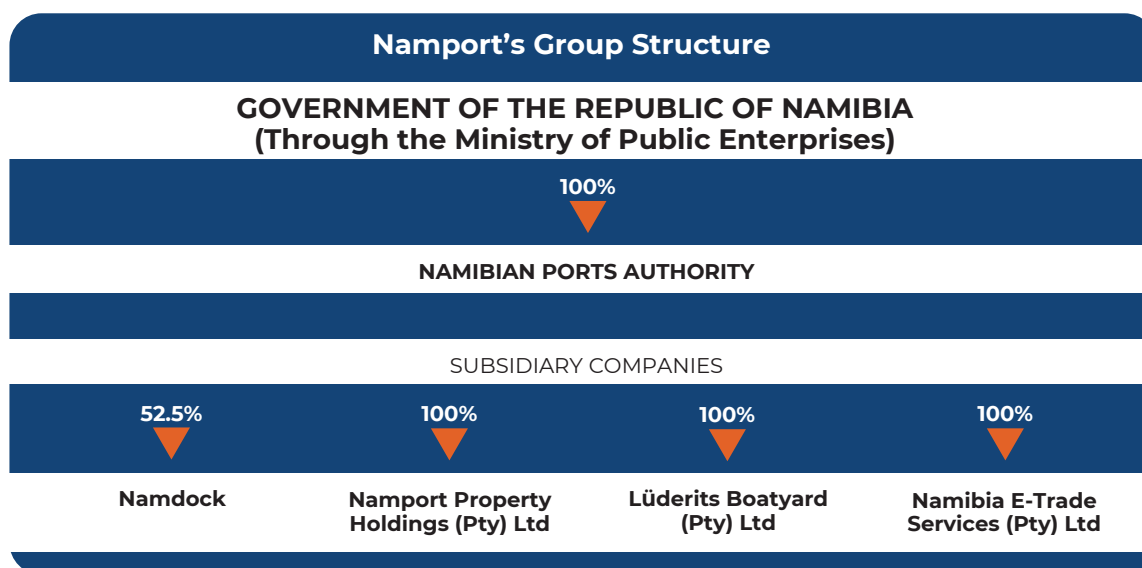 Namport's Group Structure
GOVERNMENT OF THE REPUBLIC OF NAMIBIA
(Through the Ministry of Public Enterprises)
100%
NAMIBIAN PORTS AUTHORITY
SUBSIDIARY COMPANIES
52.5%
Namdock
100%
Namport Property
Holdings (Pty) Ltd
100%
Lüderits Boatyard
(Pty) Ltd
100%
Namibia E-Trade
Services (Pty) Ltd